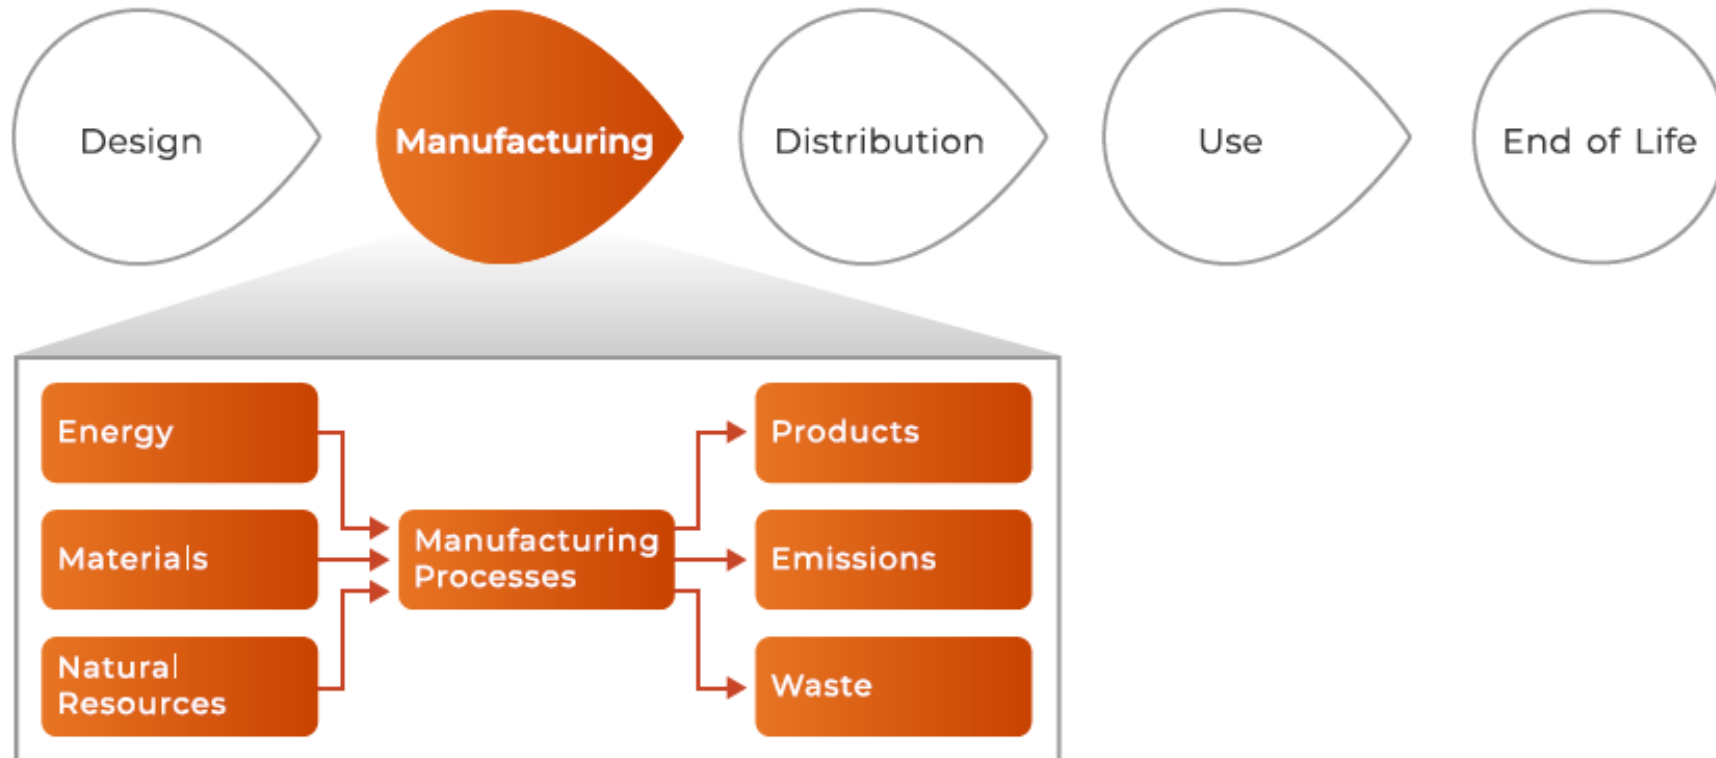 Design
Manufacturing
Distribution
Use
End of Life
Energy
Materials
Natural
Resources
Manufacturing
Processes
Products
Emissions
Waste